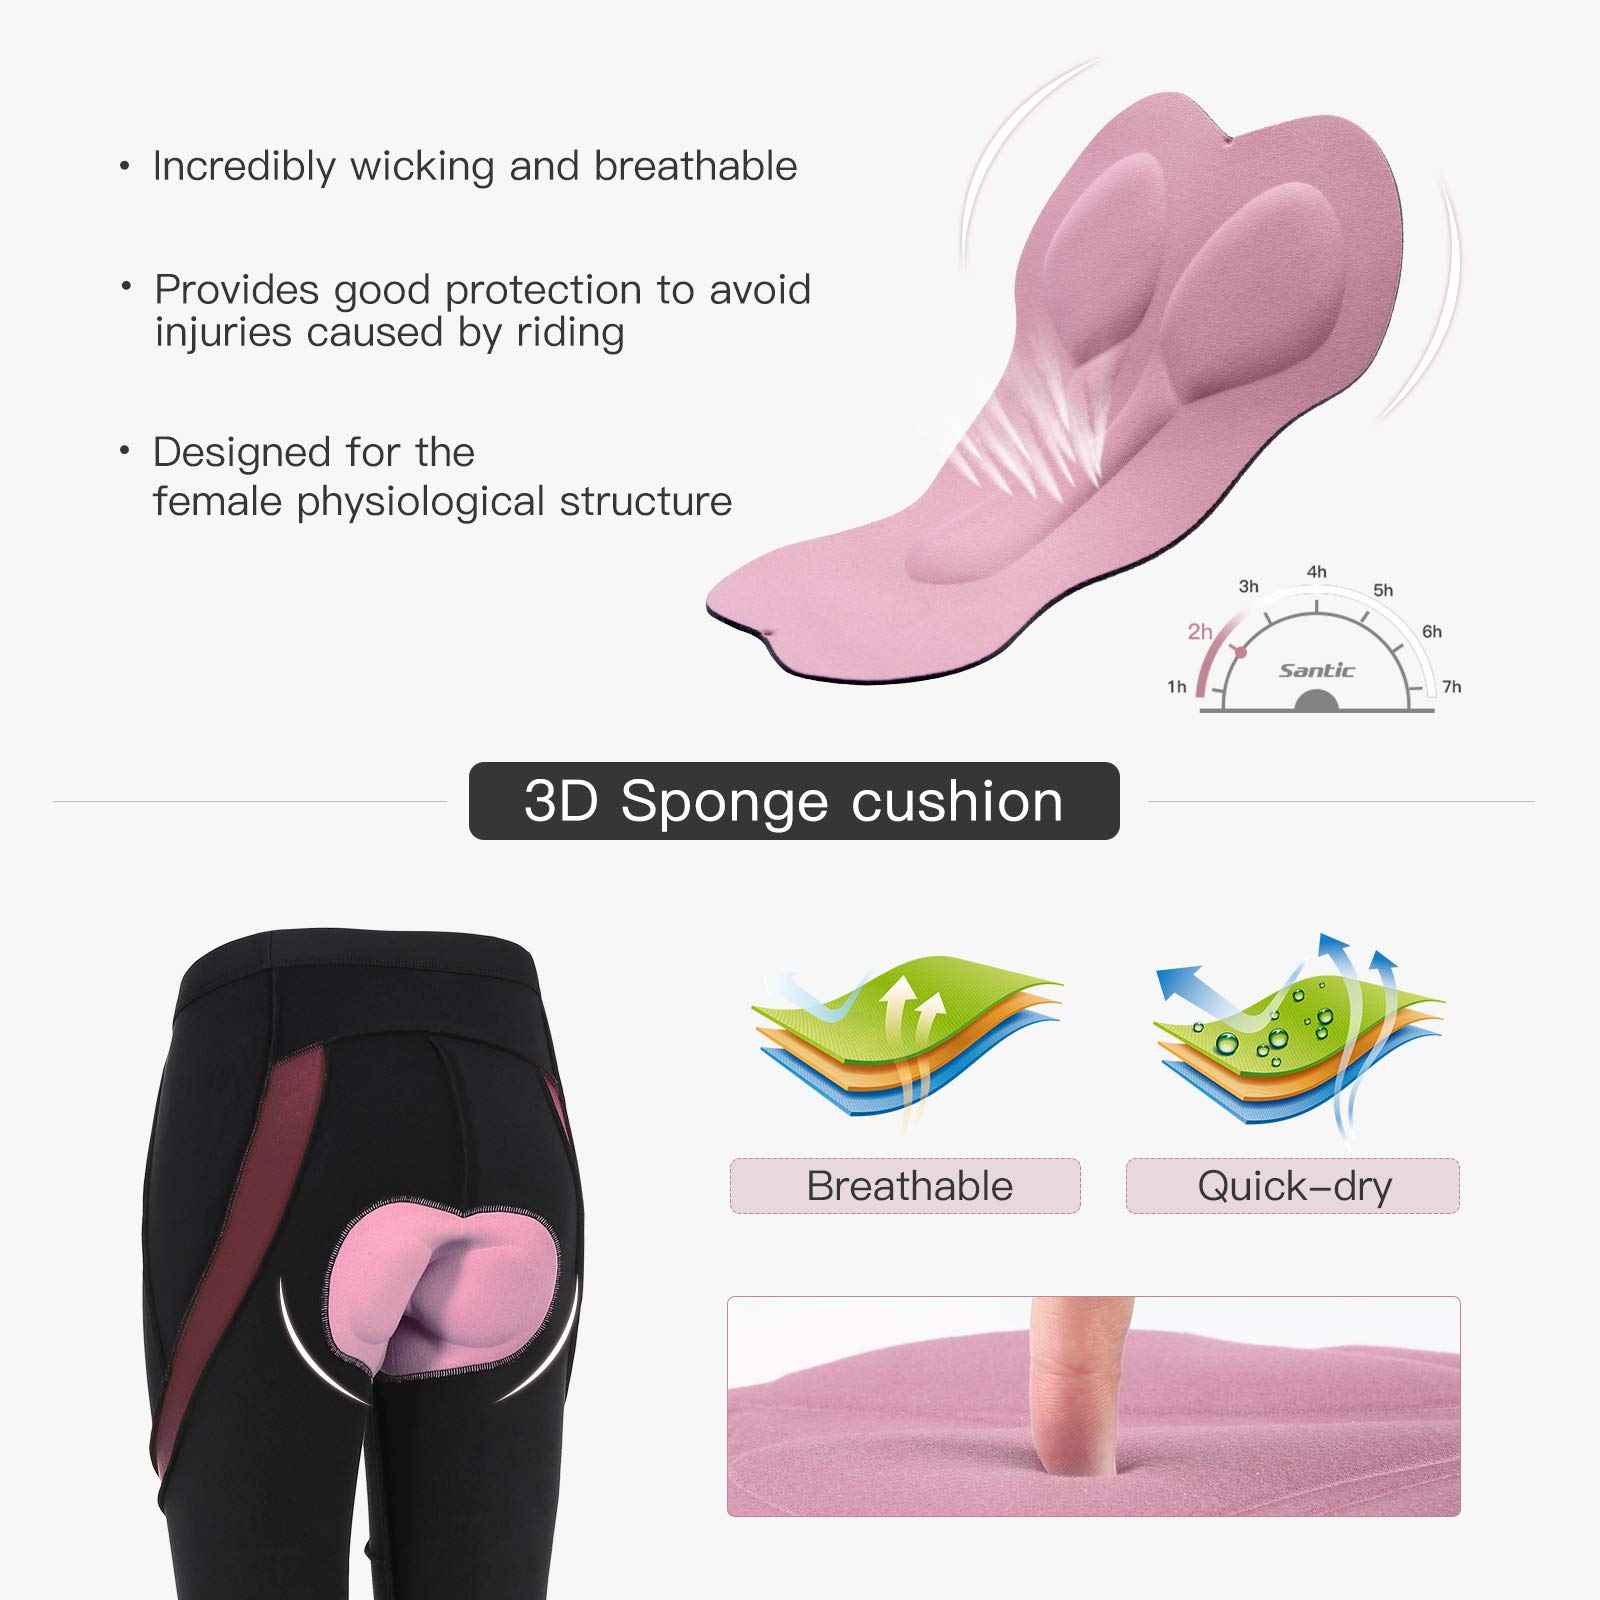 • Incredibly wicking and breathable
• Provides good protection to avoid
injuries caused by riding
• Designed for the
female physiological structure
1h
2h
3h
4h
5h
6h
7h
Santic
3D Sponge cushion
Breathable
Quick-dry